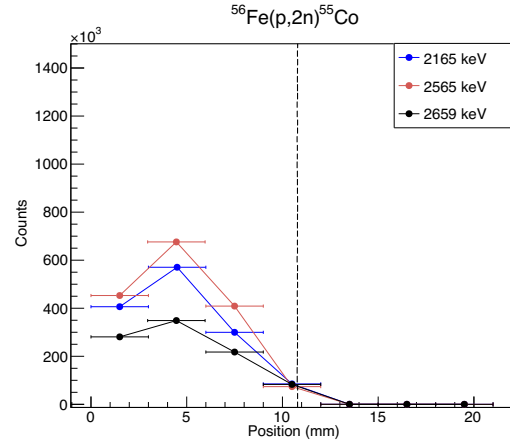 ⁵⁶Fe(p,2n)⁵⁵Co
×10³
2165 keV
2565 keV
2659 keV
1400
1200
1000
800
600
400
200
0
Counts
0 5 10 15 20
Position (mm)